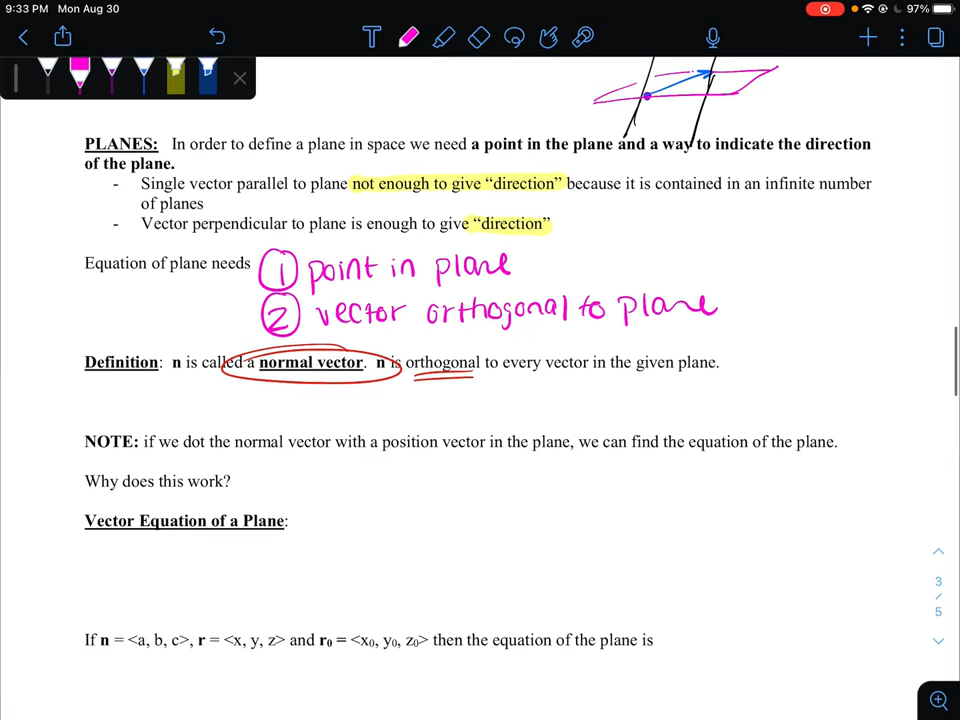 9:33 PM Mon Aug 30
97%
PLANES: In order to define a plane in space we need a point in the plane and a way to indicate the direction
of the plane.
- Single vector parallel to plane not enough to give “direction” because it is contained in an infinite number
of planes
- Vector perpendicular to plane is enough to give “direction”
Equation of plane needs
① point in plane
② vector orthogonal to plane
Definition: n is called a normal vector. n is orthogonal to every vector in the given plane.
NOTE: if we dot the normal vector with a position vector in the plane, we can find the equation of the plane.
Why does this work?
Vector Equation of a Plane:
If n = <a, b, c>, r = <x, y, z> and r₀ = <x₀, y₀, z₀> then the equation of the plane is
3
/
5